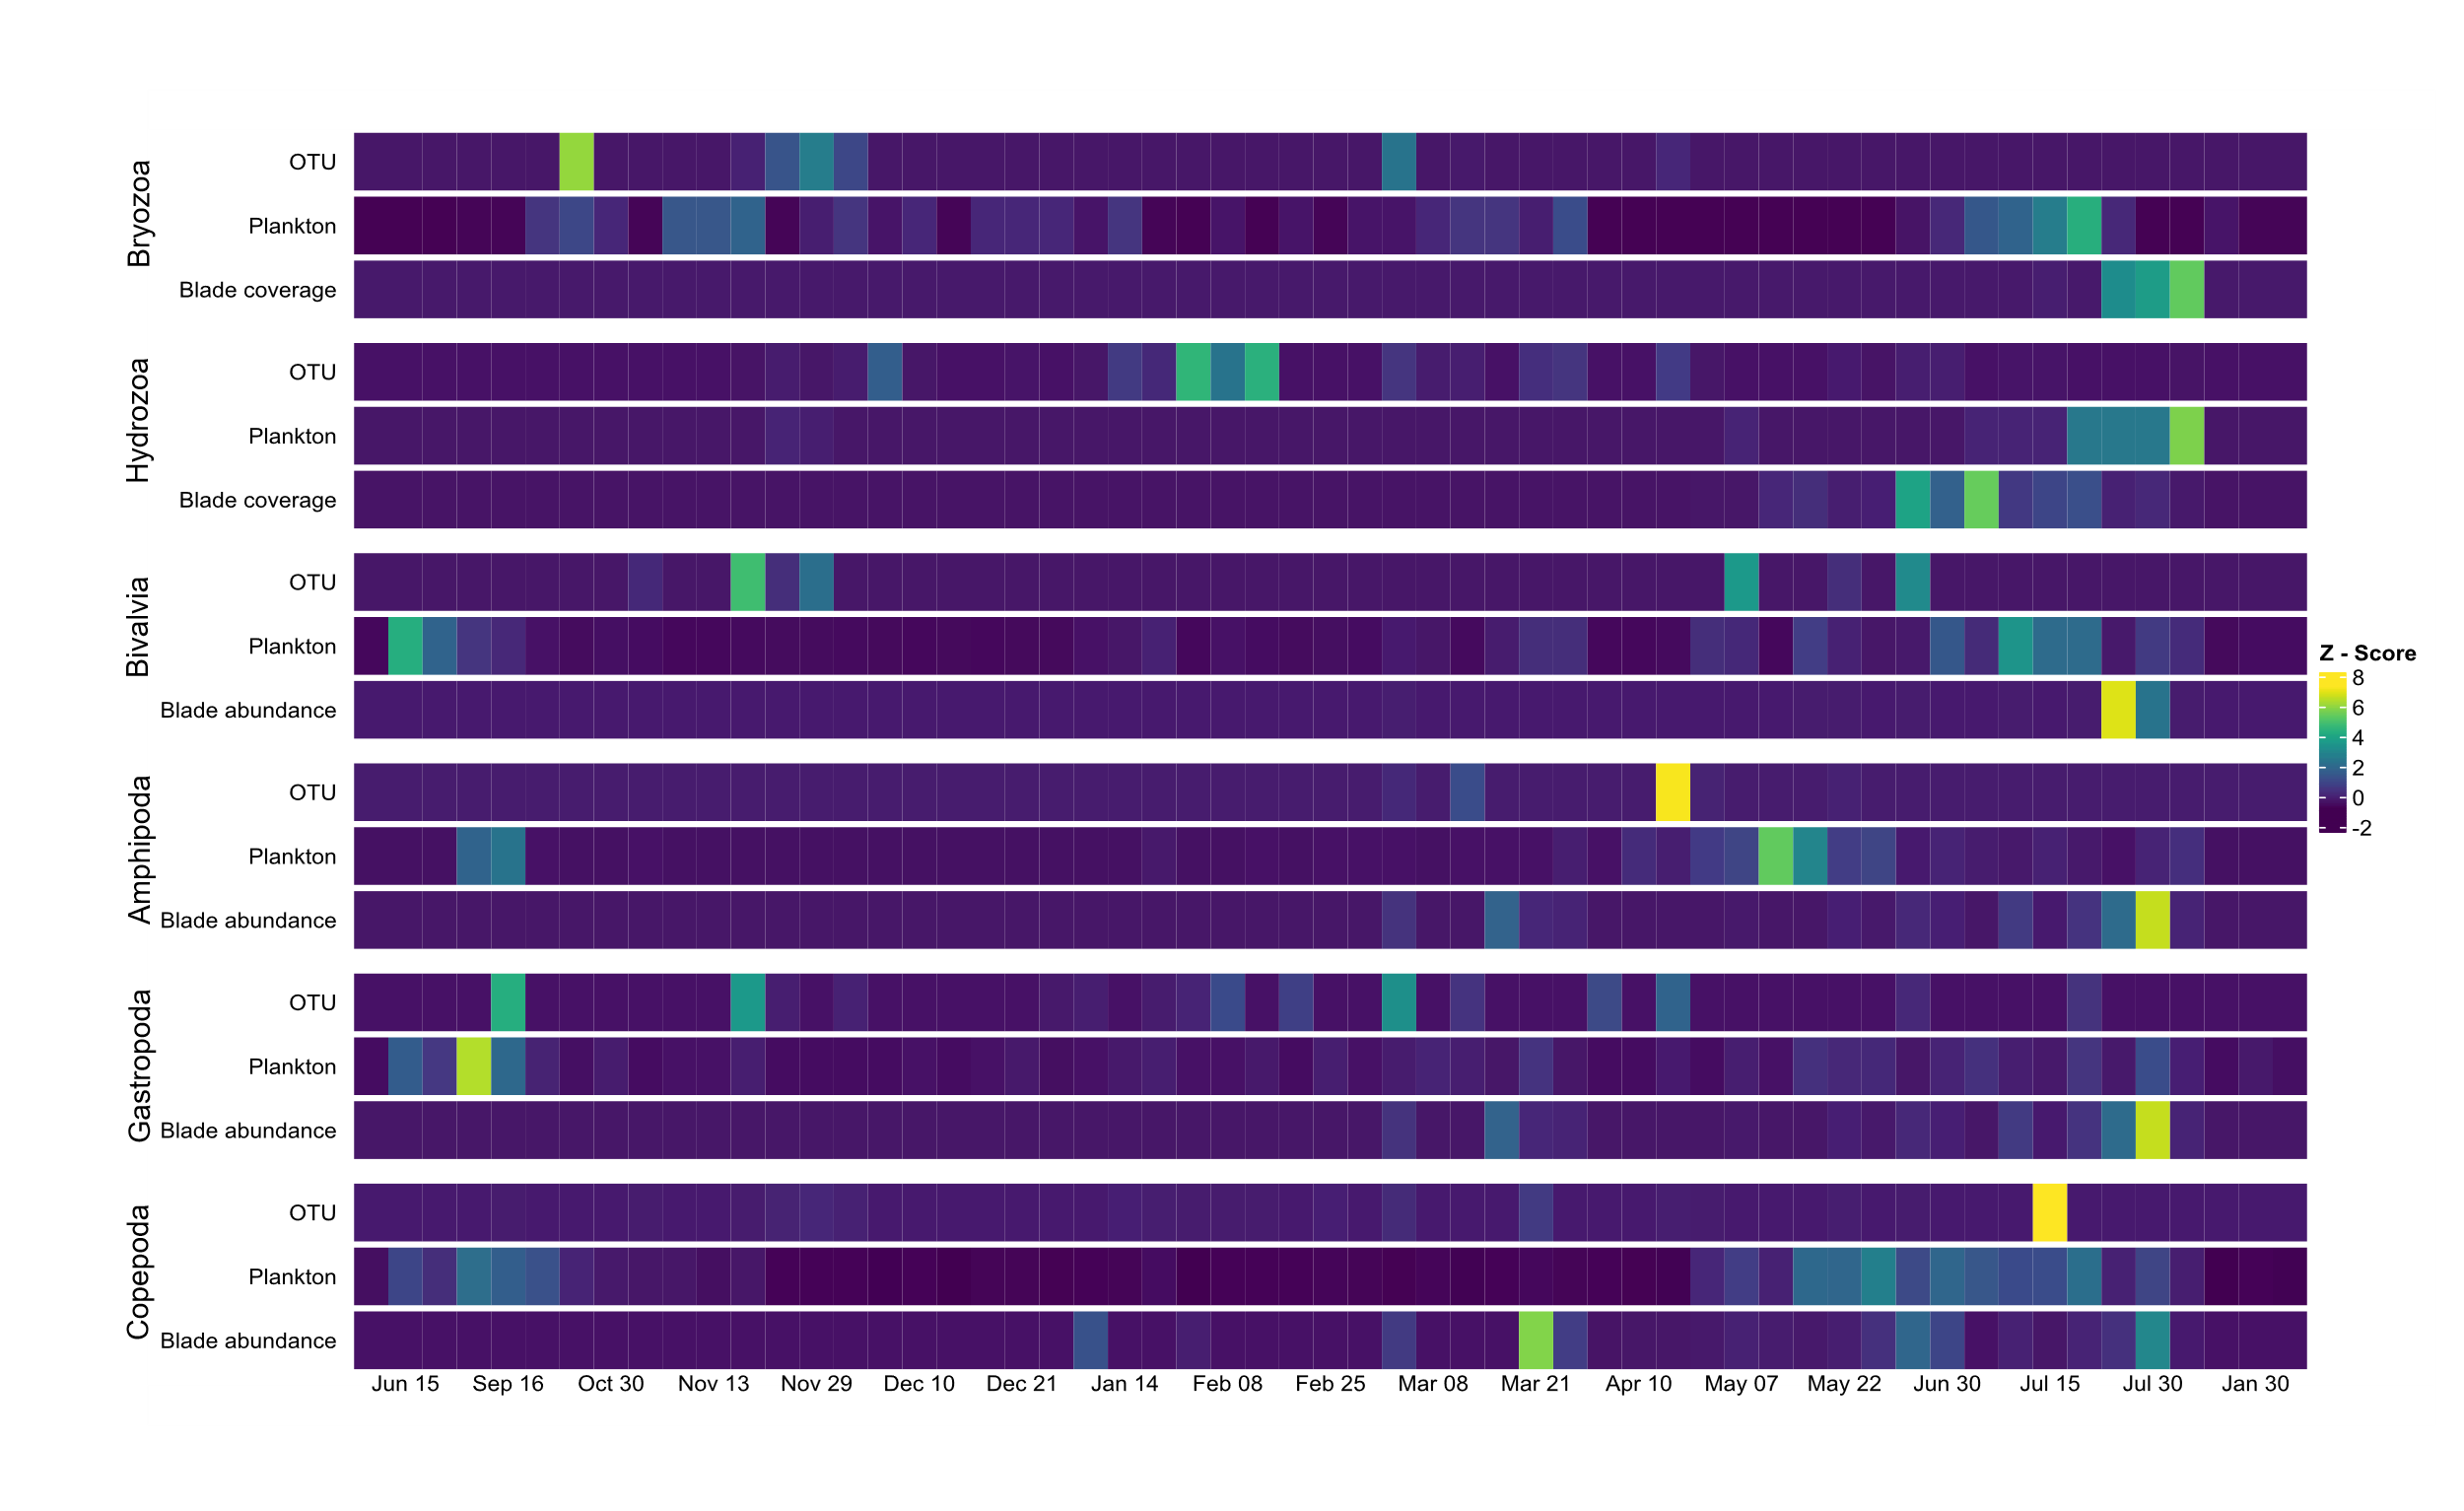 Bryozoa
OTU
Plankton
Blade coverage
Hydrozoa
OTU
Plankton
Blade coverage
Bivalvia
OTU
Plankton
Blade abundance
Amphipoda
OTU
Plankton
Blade abundance
Gastropoda
OTU
Plankton
Blade abundance
Copepoda
OTU
Plankton
Blade abundance
Jun 15 Sep 16 Oct 30 Nov 13 Nov 29 Dec 10 Dec 21 Jan 14 Feb 08 Feb 25 Mar 08 Mar 21 Apr 10 May 07 May 22 Jun 30 Jul 15 Jul 30 Jan 30
Z - Score
8
6
4
2
0
-2